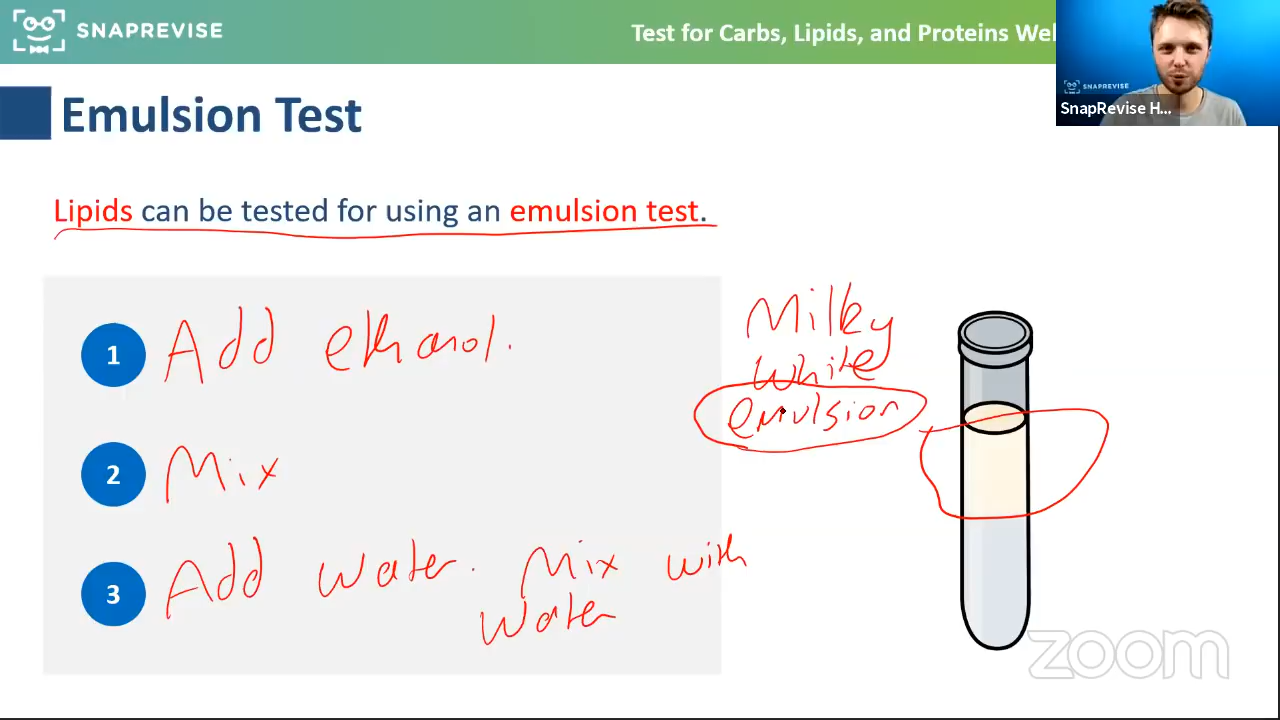 SNAPREVISE
Test for Carbs, Lipids, and Proteins We
SNAPREVISE
SnapRevise H...
Emulsion Test
Lipids can be tested for using an emulsion test.
1 Add ethanol.
2 Mix
3 Add water. Mix with
water
Milky
White
emulsion
zoom